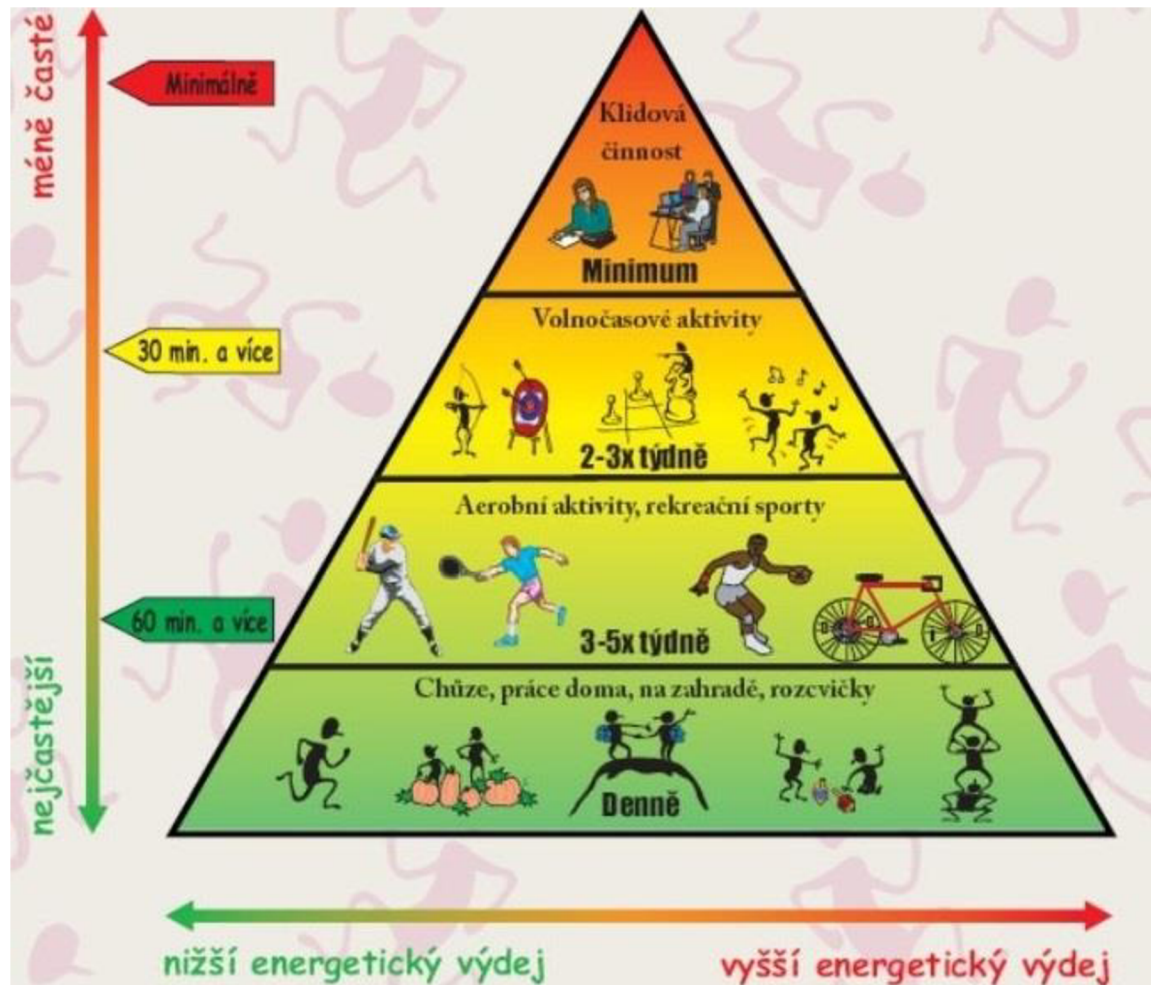 méně časté
Minimálně
Klidová
činnost
Minimum
Volnočasové aktivity
30 min. a více
2-3x týdně
Aerobní aktivity, rekreační sporty
60 min. a více
3-5x týdně
nejčastější
Chůze, práce doma, na zahradě, rozcvičky
Denně
nižší energetický výdej
vyšší energetický výdej